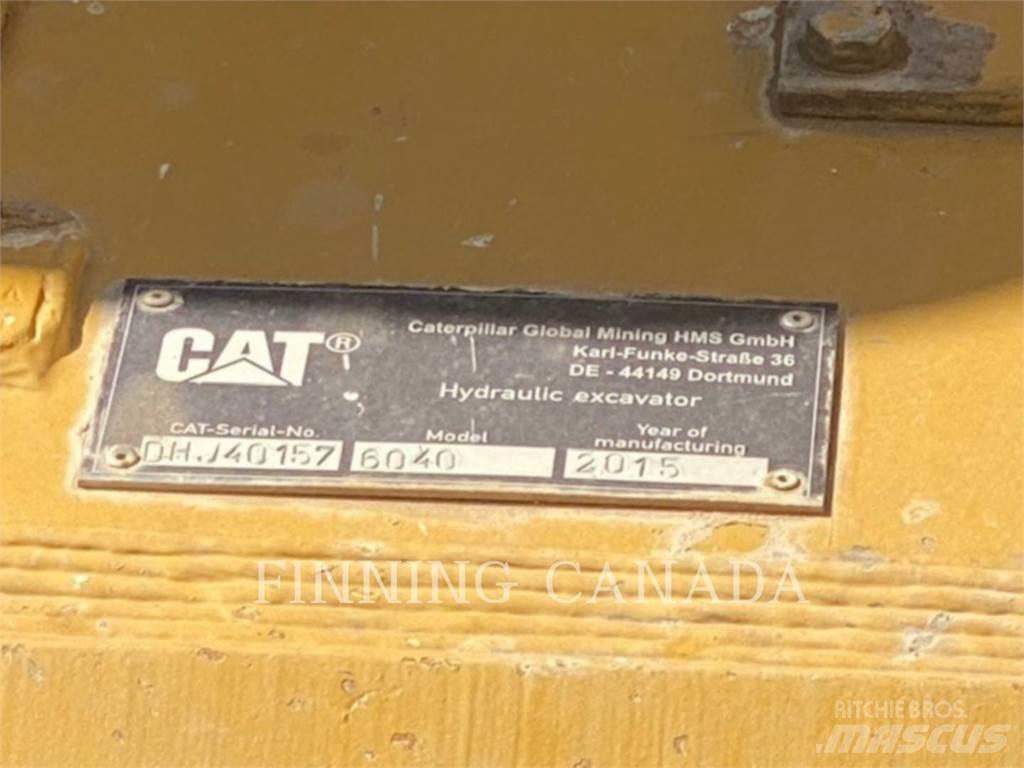 CAT®
Caterpillar Global Mining HMS GmbH
Karl-Funke-Straße 36
DE - 44149 Dortmund
Hydraulic excavator
CAT-Serial-No.
DHJ40157
Model
6040
Year of
manufacturing
2015
FINNING CANADA
RITCHIE BROS.
MASCUS